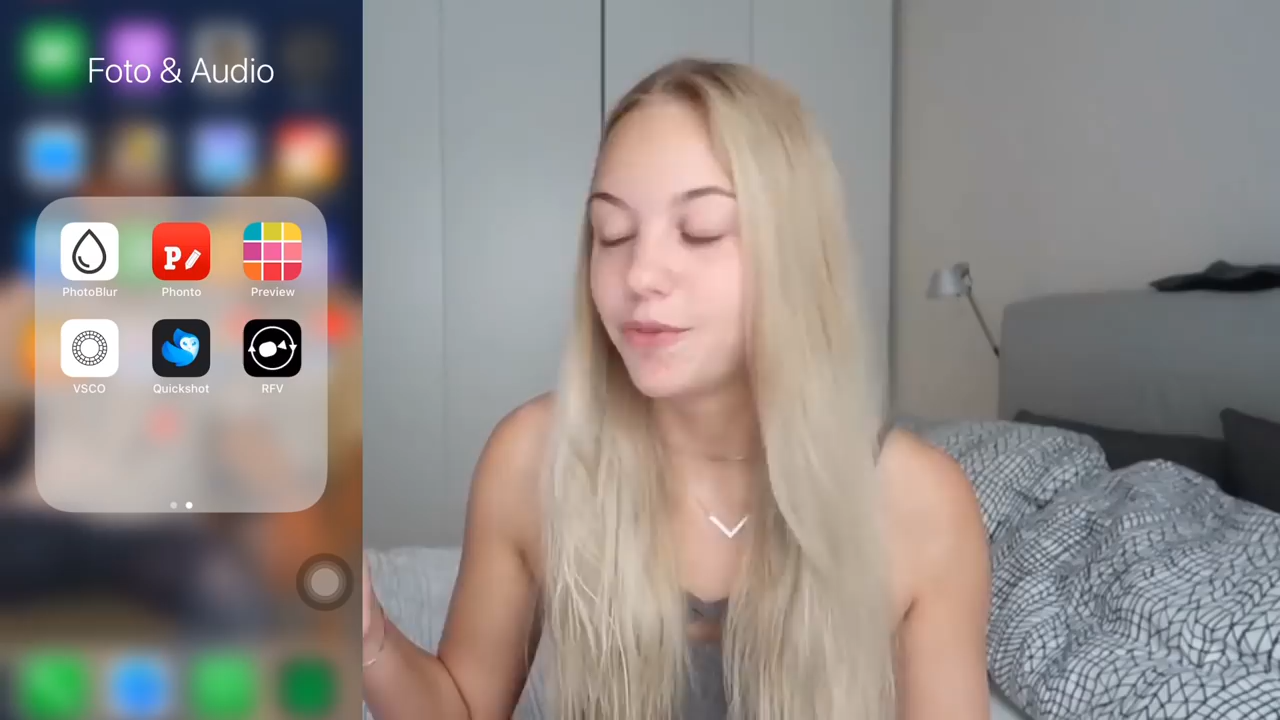 Foto & Audio
PhotoBlur
Phonto
Preview
VSCO
Quickshot
RFV